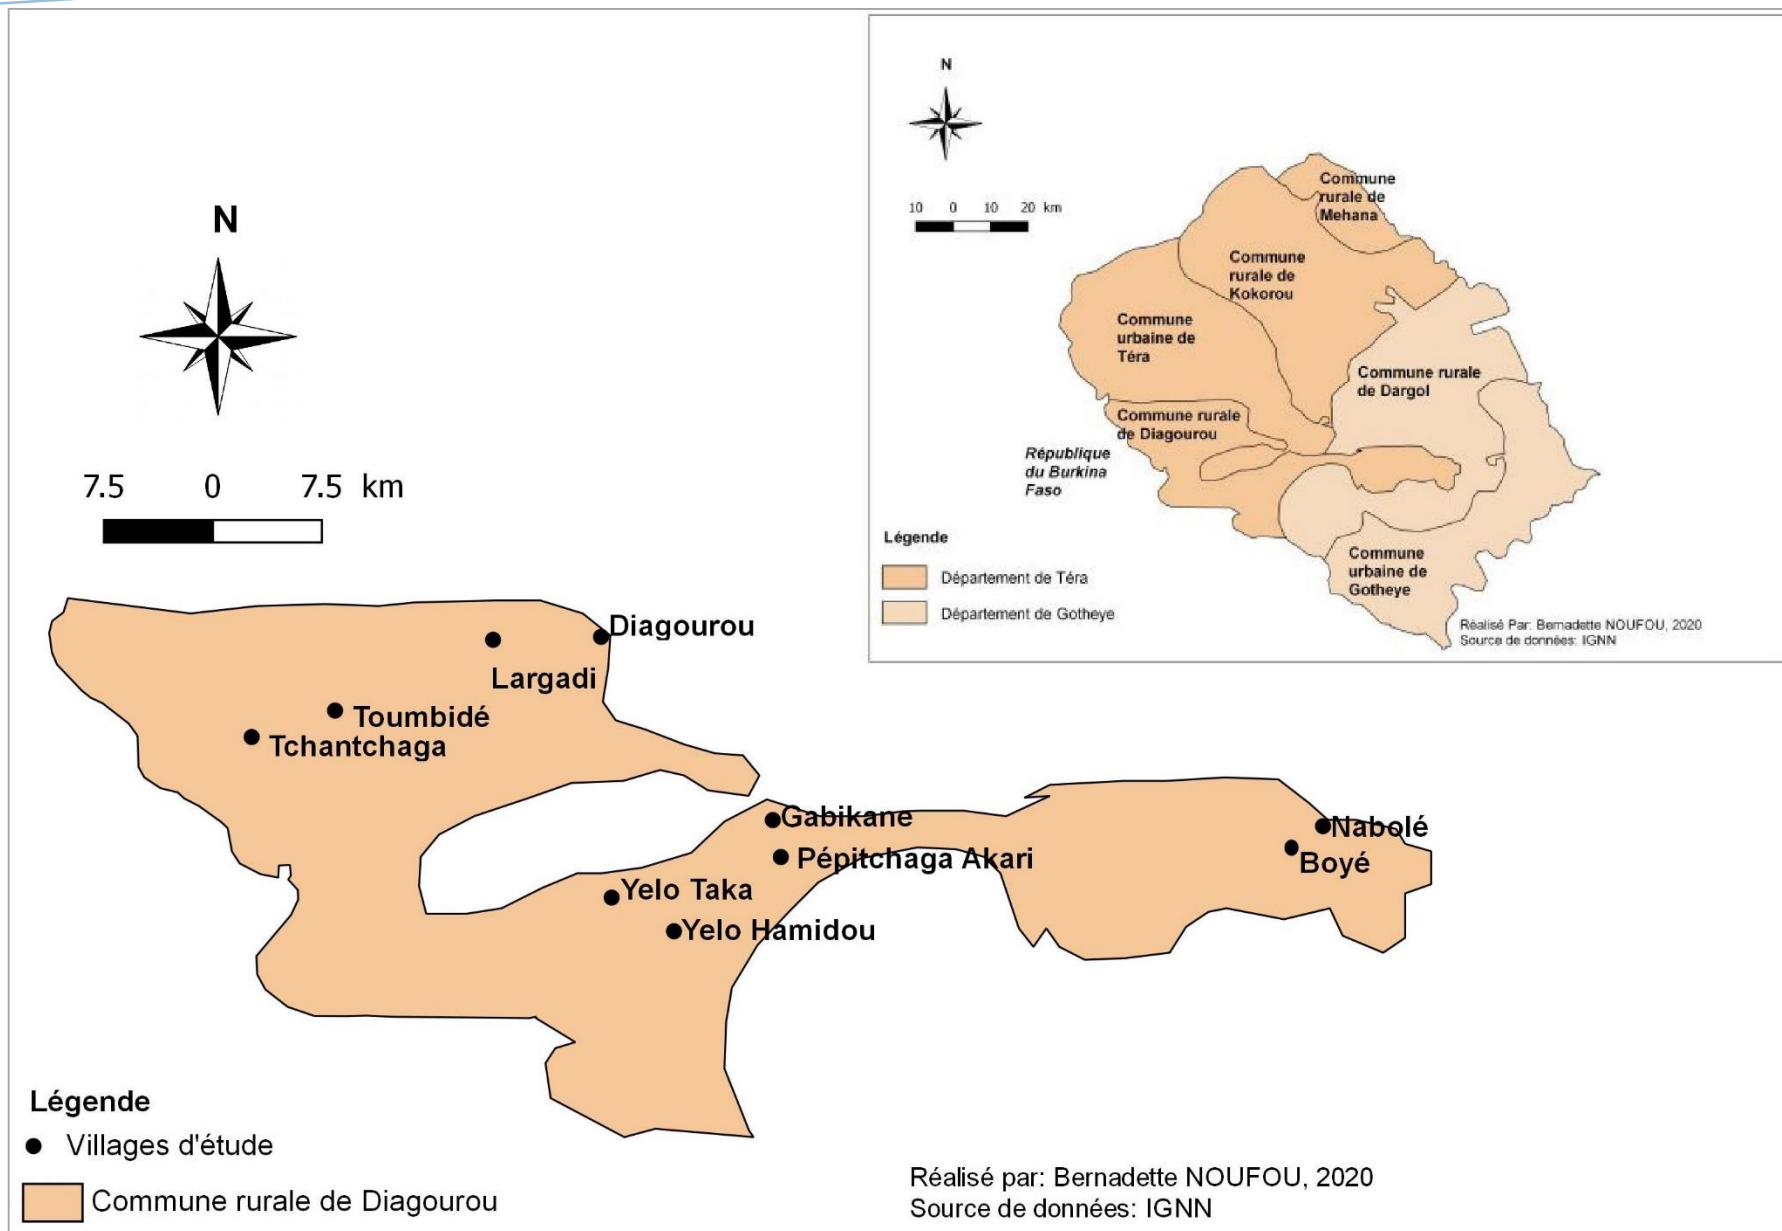 N
7.5 0 7.5 km
Diagourou
Largadi
Toumbidé
Tchantchaga
Gabikane
Pépitchaga Akari
Yelo Taka
Yelo Hamidou
Nabolé
Boyé
Légende
Villages d'étude
Commune rurale de Diagourou
Réalisé par: Bernadette NOUFOU, 2020
Source de données: IGNN
N
10 0 10 20 km
Commune
rurale de
Mehana
Commune
rurale de
Kokorou
Commune
urbaine de
Téra
Commune rurale
de Dargol
Commune rurale
de Diagourou
République
du Burkina
Faso
Commune
urbaine de
Gotheye
Légende
Département de Téra
Département de Gotheye
Réalisé Par: Bernadette NOUFOU, 2020
Source de données: IGNN